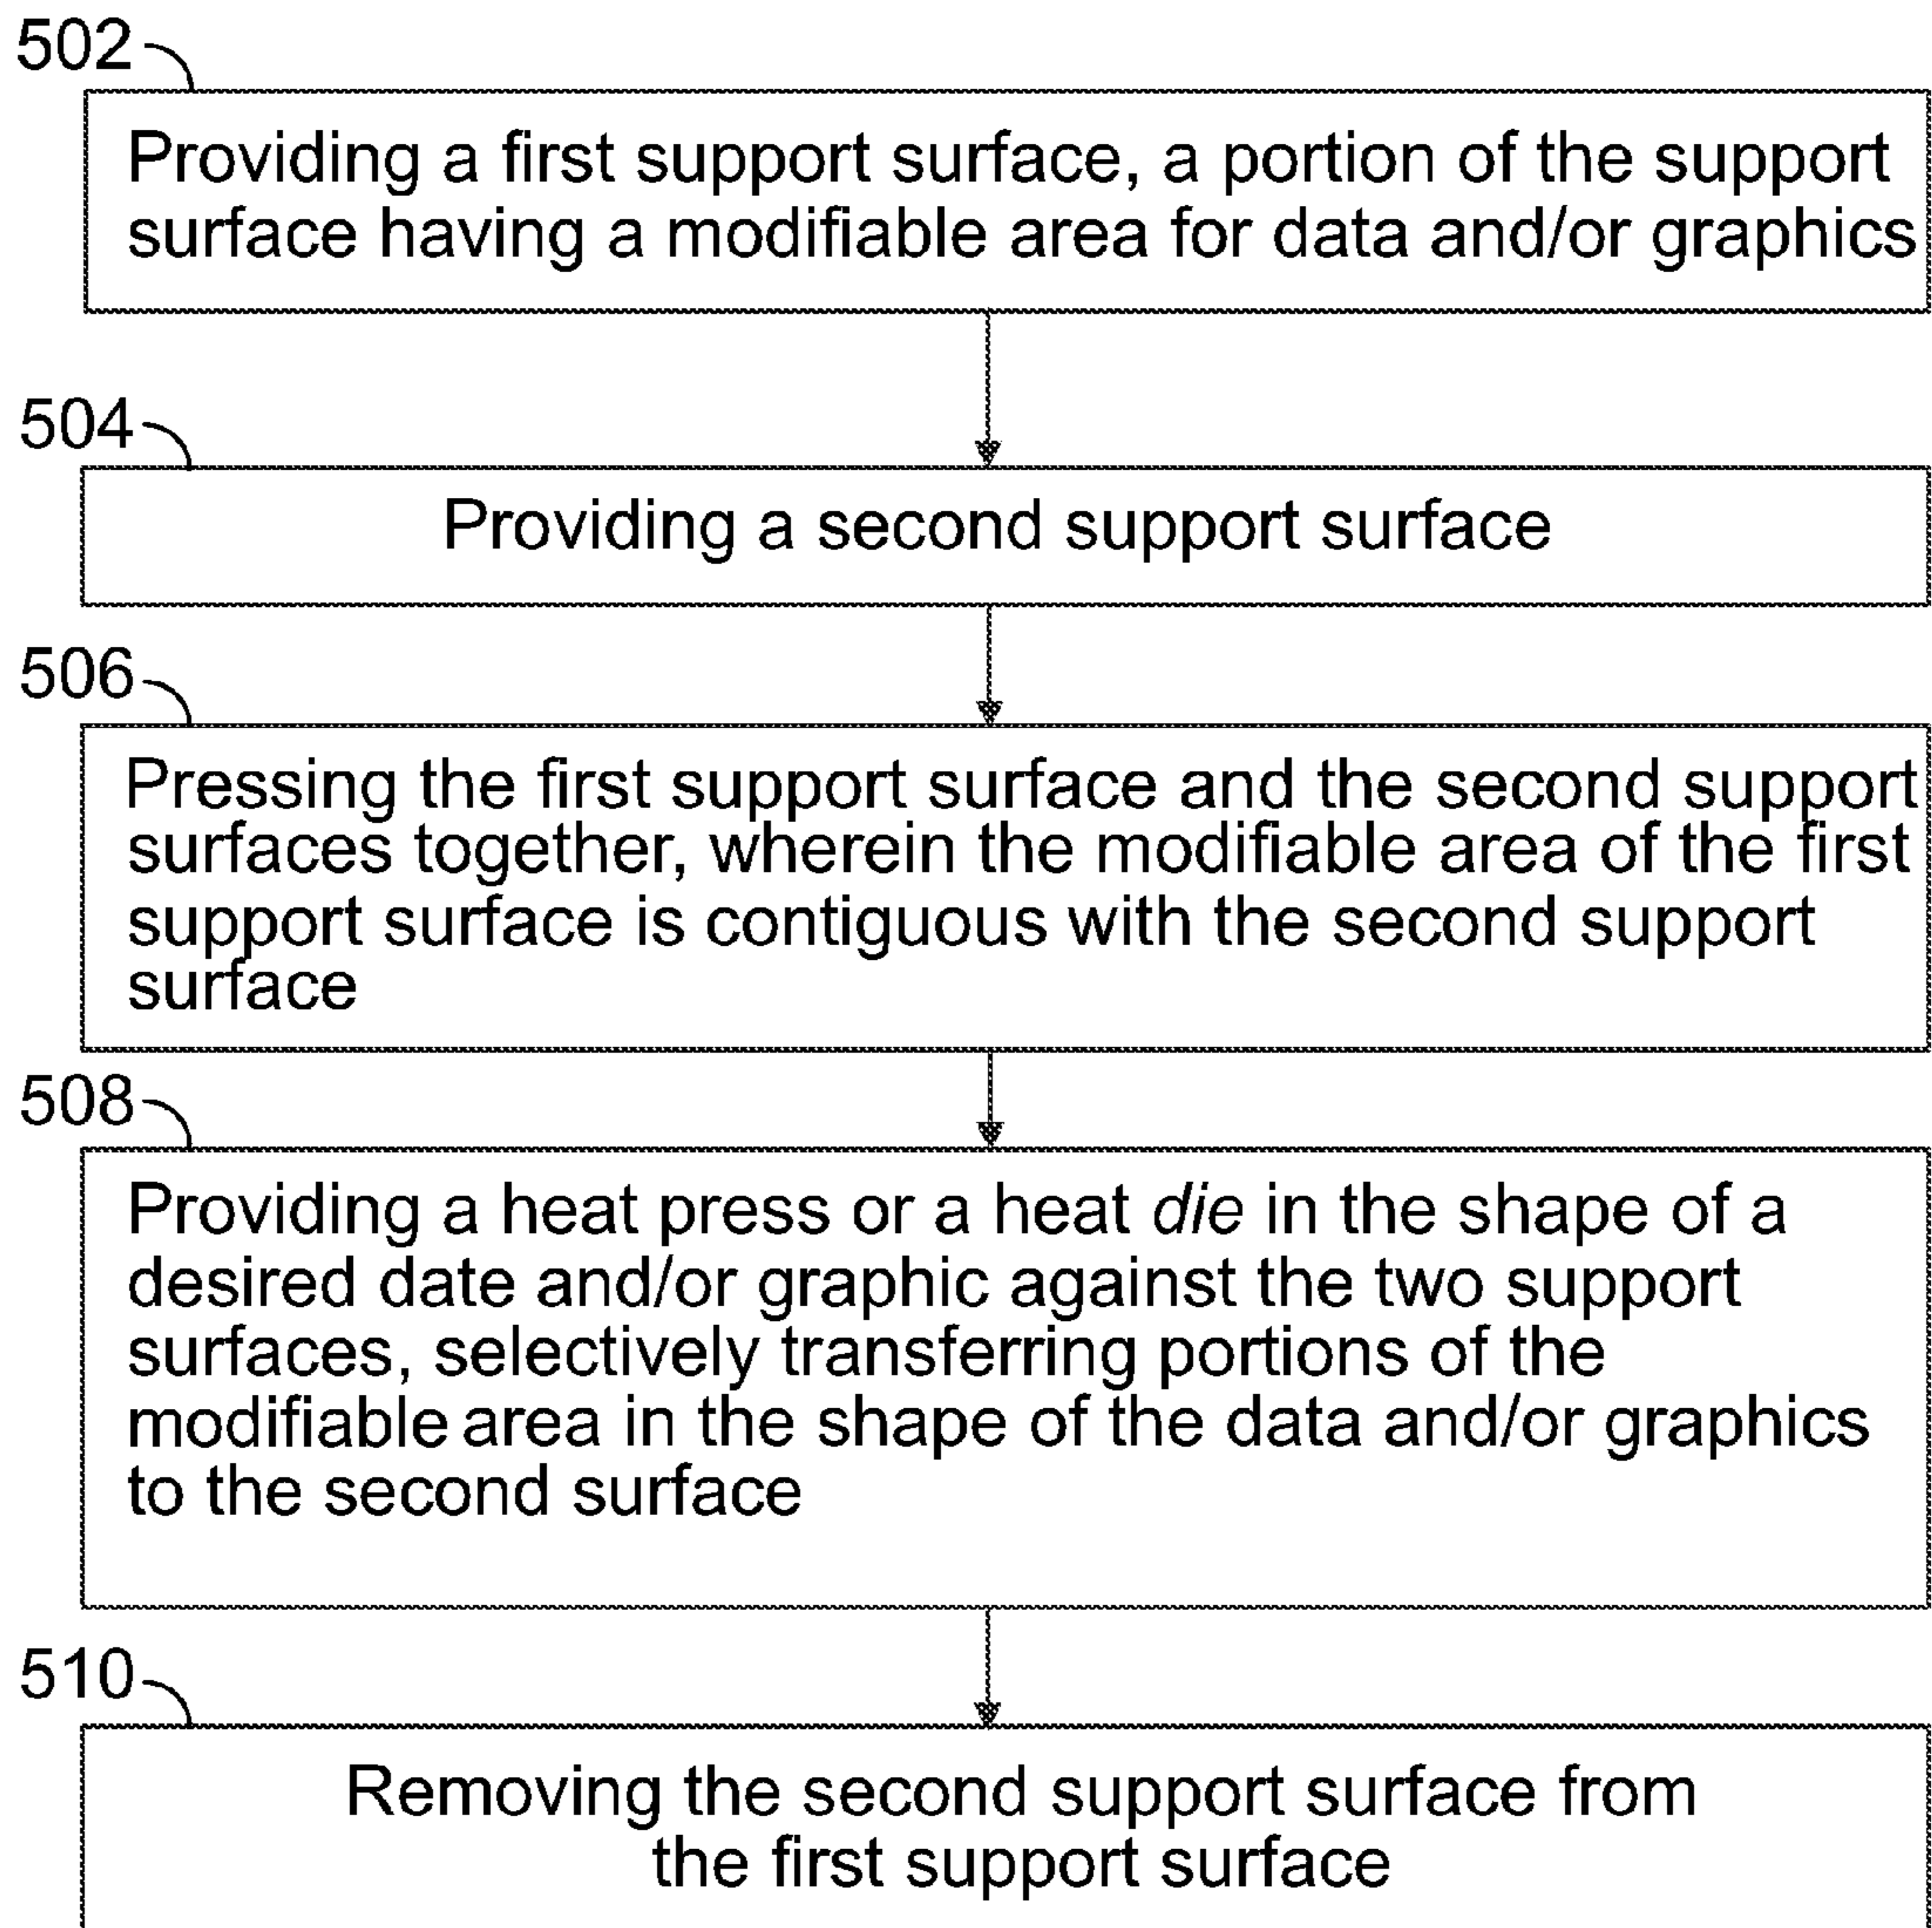 502
Providing a first support surface, a portion of the support
surface having a modifiable area for data and/or graphics
504
Providing a second support surface
506
Pressing the first support surface and the second support
surfaces together, wherein the modifiable area of the first
support surface is contiguous with the second support
surface
508
Providing a heat press or a heat die in the shape of a
desired date and/or graphic against the two support
surfaces, selectively transferring portions of the
modifiable area in the shape of the data and/or graphics
to the second surface
510
Removing the second support surface from
the first support surface